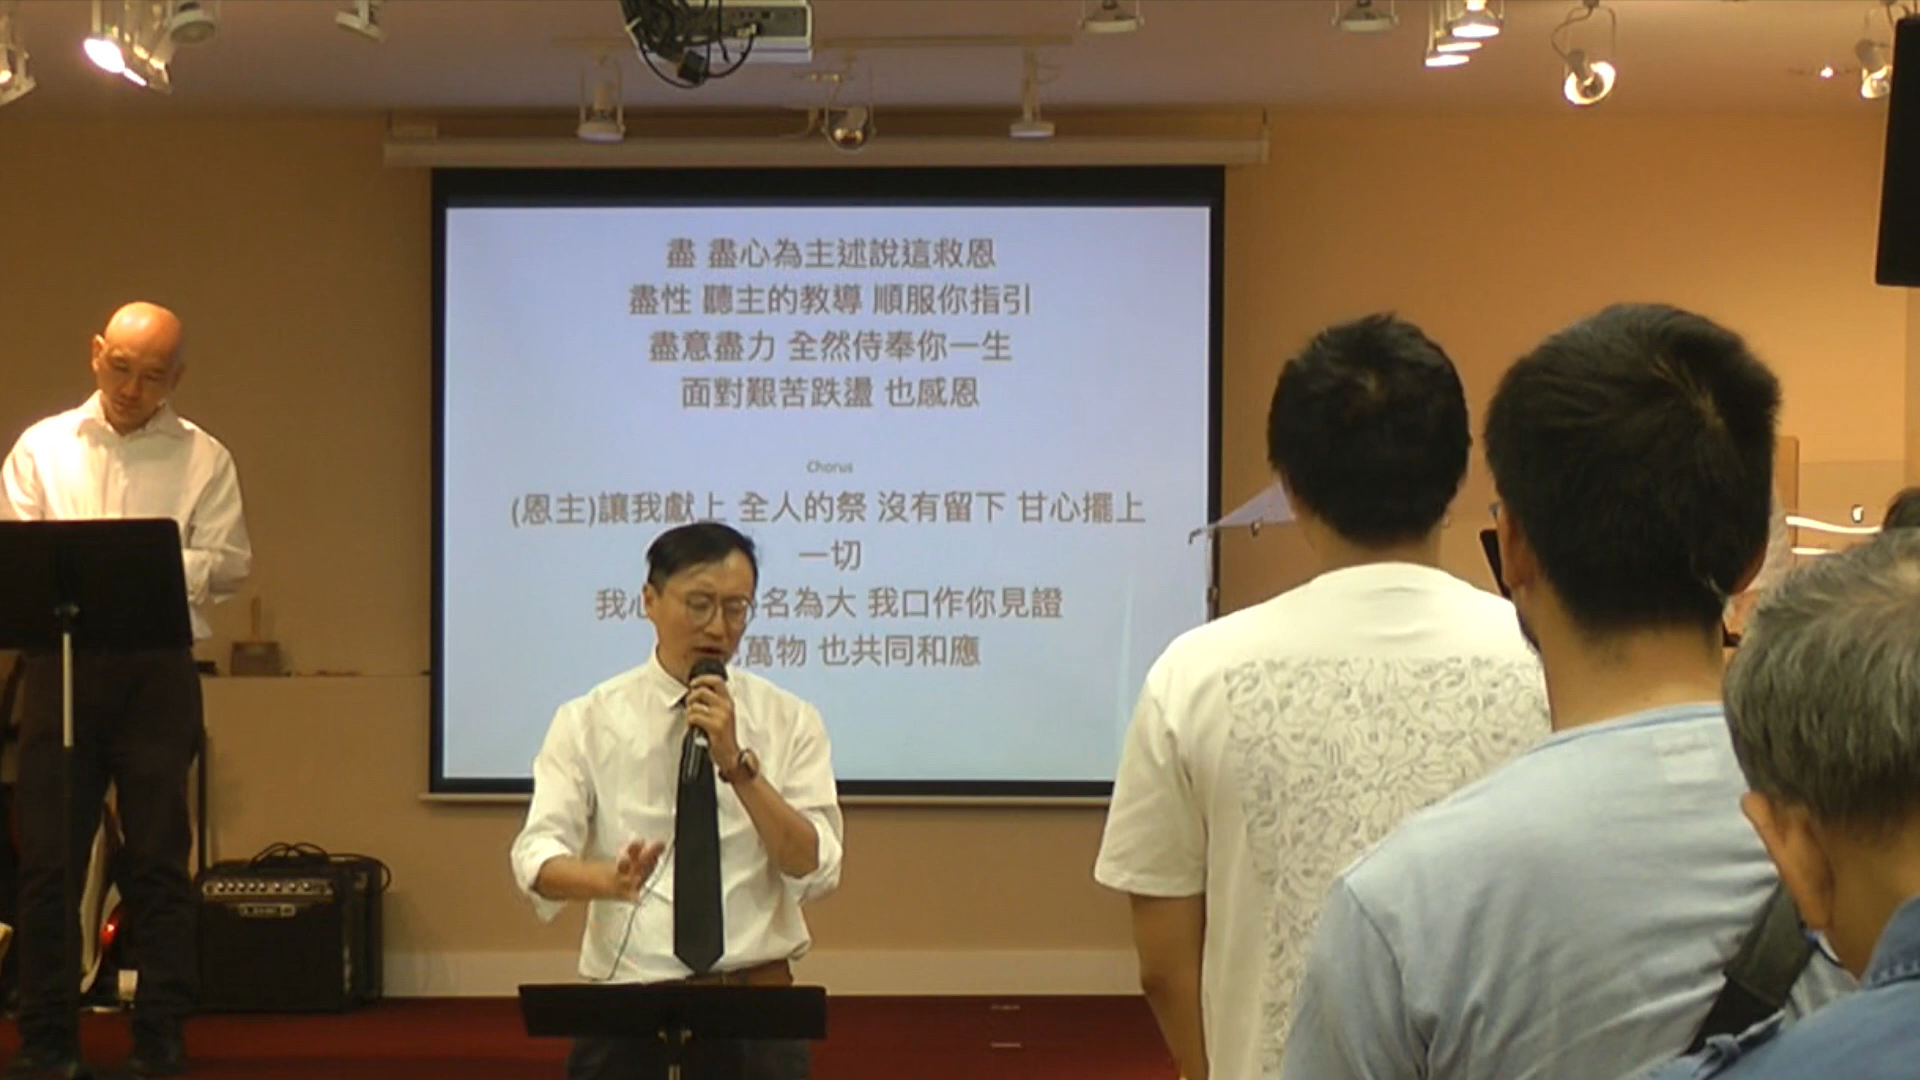 盡 盡心為主述說這救恩
盡性 聽主的教導 順服你指引
盡意盡力 全然侍奉你一生
面對艱苦跌盪 也感恩
Chorus
(恩主)讓我獻上 全人的祭 沒有留下 甘心擺上
一切
我心 名為大 我口作你見證
萬物 也共同和應